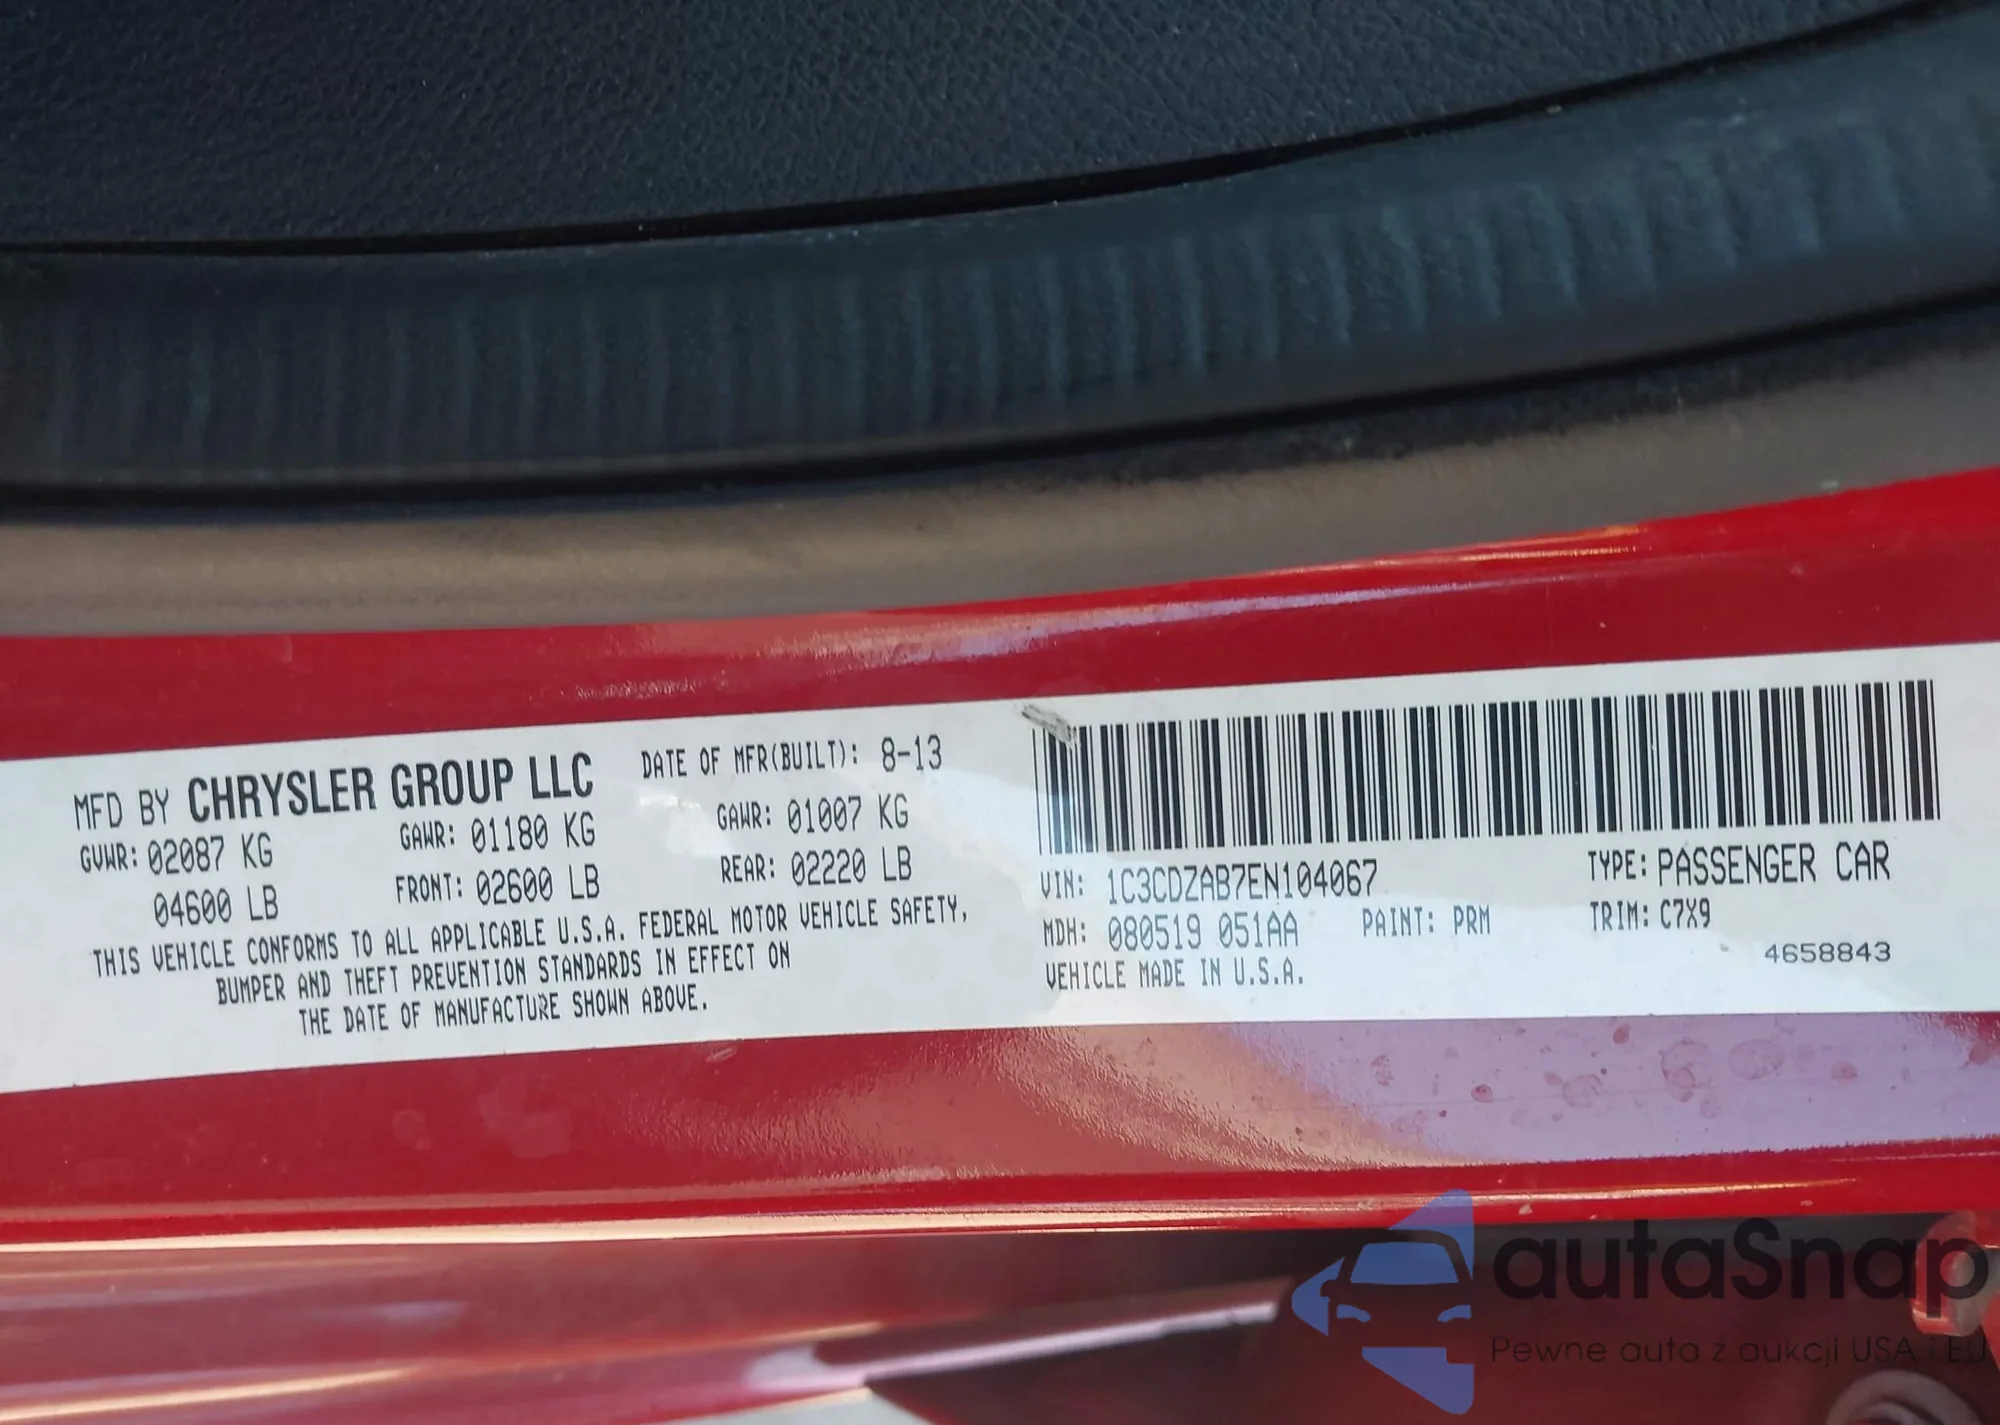 MFD BY CHRYSLER GROUP LLC DATE OF MFR(BUILT): 8-13
GVWR: 02087 KG GAWR: 01180 KG GAWR: 01007 KG
04600 LB FRONT: 02600 LB REAR: 02220 LB
THIS VEHICLE CONFORMS TO ALL APPLICABLE U.S.A. FEDERAL MOTOR VEHICLE SAFETY,
BUMPER AND THEFT PREVENTION STANDARDS IN EFFECT ON
THE DATE OF MANUFACTURE SHOWN ABOVE.
VIN: 1C3CDZAB7EN104067 TYPE: PASSENGER CAR
MDH: 080519 051AA PAINT: PRM TRIM: C7X9
VEHICLE MADE IN U.S.A. 4658843
autaSnap
Pewne auta z aukcji USA i EU